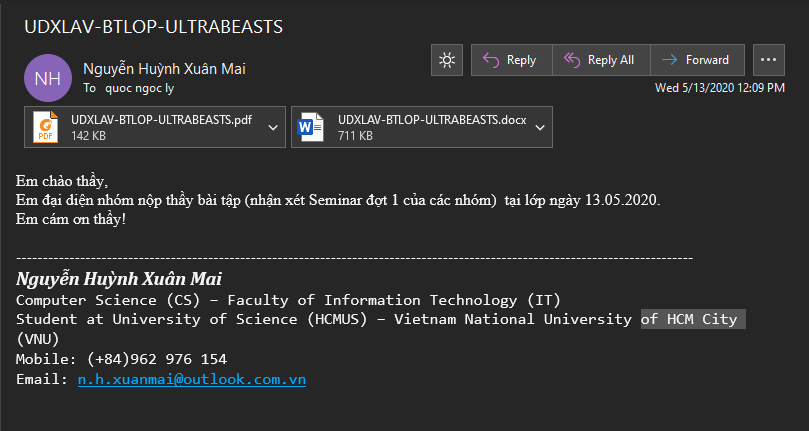 UDXLAV-BTLOP-ULTRABEASTS
NH
Nguyễn Huỳnh Xuân Mai
To quoc ngoc ly
Reply
Reply All
Forward
Wed 5/13/2020 12:09 PM
PDF
UDXLAV-BTLOP-ULTRABEASTS.pdf
142 KB
W
UDXLAV-BTLOP-ULTRABEASTS.docx
711 KB
Em chào thầy,
Em đại diện nhóm nộp thầy bài tập (nhận xét Seminar đợt 1 của các nhóm) tại lớp ngày 13.05.2020.
Em cám ơn thầy!
--------------------------------------------------------------------------------------------------------------
Nguyễn Huỳnh Xuân Mai
Computer Science (CS) – Faculty of Information Technology (IT)
Student at University of Science (HCMUS) – Vietnam National University of HCM City
(VNU)
Mobile: (+84)962 976 154
Email: n.h.xuanmai@outlook.com.vn